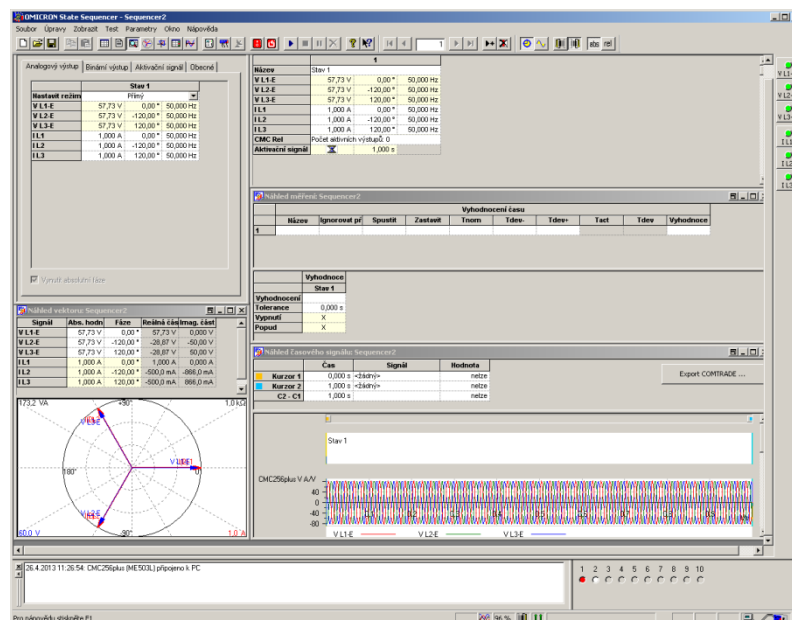 OMICRON State Sequencer - Sequencer2
Soubor Úpravy Zobrazit Test Parametry Okno Nápověda
1 abs rel
Analogový výstup Binární výstup Aktivační signál Obecné
Stav 1
Nastavit režim Přímý
V L1-E 57,73 V 0,00 ° 50,000 Hz
V L2-E 57,73 V -120,00 ° 50,000 Hz
V L3-E 57,73 V 120,00 ° 50,000 Hz
I L1 1,000 A 0,00 ° 50,000 Hz
I L2 1,000 A -120,00 ° 50,000 Hz
I L3 1,000 A 120,00 ° 50,000 Hz
Vynutit absolutní fáze
1
Název Stav 1
V L1-E 57,73 V 0,00 ° 50,000 Hz
V L2-E 57,73 V -120,00 ° 50,000 Hz
V L3-E 57,73 V 120,00 ° 50,000 Hz
I L1 1,000 A 0,00 ° 50,000 Hz
I L2 1,000 A -120,00 ° 50,000 Hz
I L3 1,000 A 120,00 ° 50,000 Hz
CMC Rel Počet aktivních výstupů: 0
Aktivační signál 1,000 s
V L1-
V L2-
V L3-
I L1
I L2
I L3
Náhled měření: Sequencer2
Vyhodnocení času
Název Ignorovat př Spustit Zastavit Tnom Tdev- Tdev+ Tact Tdev Vyhodnoce
1
Vyhodnoce
Stav 1
Vyhodnocení
Tolerance 0,000 s
Vypnutí X
Popud X
Náhled vektoru: Sequencer2
Signál Abs. hodn Fáze Reálná čás Imag. část
V L1-E 57,73 V 0,00 ° 57,73 V 0,000 V
V L2-E 57,73 V -120,00 ° -28,87 V -50,00 V
V L3-E 57,73 V 120,00 ° -28,87 V 50,00 V
I L1 1,000 A 0,00 ° 1,000 A 0,000 A
I L2 1,000 A -120,00 ° -500,0 mA -866,0 mA
I L3 1,000 A 120,00 ° -500,0 mA 866,0 mA
173,2 VA +90° 1,0 kΩ
180° 0
60,0 V -90° 1,0 A
Náhled časového signálu: Sequencer2
Čas Signál Hodnota
Kurzor 1 0,000 s <žádný> nelze
Kurzor 2 1,000 s <žádný> nelze
C2 - C1 1,000 s nelze
Export COMTRADE ...
Stav 1
CMC256plus V A/V
40
0
-40
-80
V L1-E V L2-E V L3-E
26.4.2013 11:26:54: CMC256plus (ME503L) připojeno k PC
1 2 3 4 5 6 7 8 9 10
Pro nápovědu stiskněte F1. 96 %